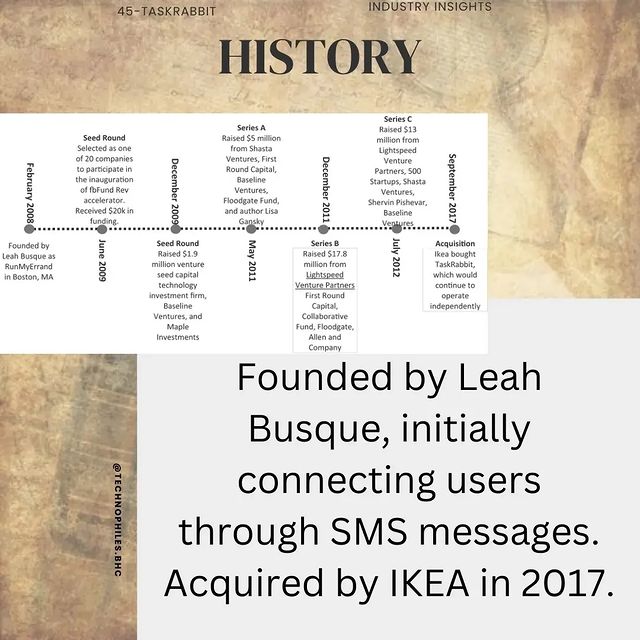 45-TASKRABBIT
INDUSTRY INSIGHTS
HISTORY
February 2008
Founded by
Leah Busque as
RunMyErrand
in Boston, MA
Seed Round
Selected as one
of 20 companies
to participate in
the inauguration
of fbFund Rev
accelerator.
Received $20k in
funding.
June 2009
December 2009
Seed Round
Raised $1.9
million venture
seed capital
technology
investment firm,
Baseline
Ventures, and
Maple
Investments
Series A
Raised $5 million
from Shasta
Ventures, First
Round Capital,
Baseline
Ventures,
Floodgate Fund,
and author Lisa
Gansky
May 2011
December 2011
Series B
Raised $17.8
million from
Lightspeed
Venture Partners
First Round
Capital,
Collaborative
Fund, Floodgate,
Allen and
Company
Series C
Raised $13
million from
Lightspeed
Venture
Partners, 500
Startups, Shasta
Ventures,
Shervin Pishevar,
Baseline
Ventures
July 2012
September 2017
Acquisition
Ikea bought
TaskRabbit,
which would
continue to
operate
independently
Founded by Leah
Busque, initially
connecting users
through SMS messages.
Acquired by IKEA in 2017.
@TECHNOPHILES.BHC